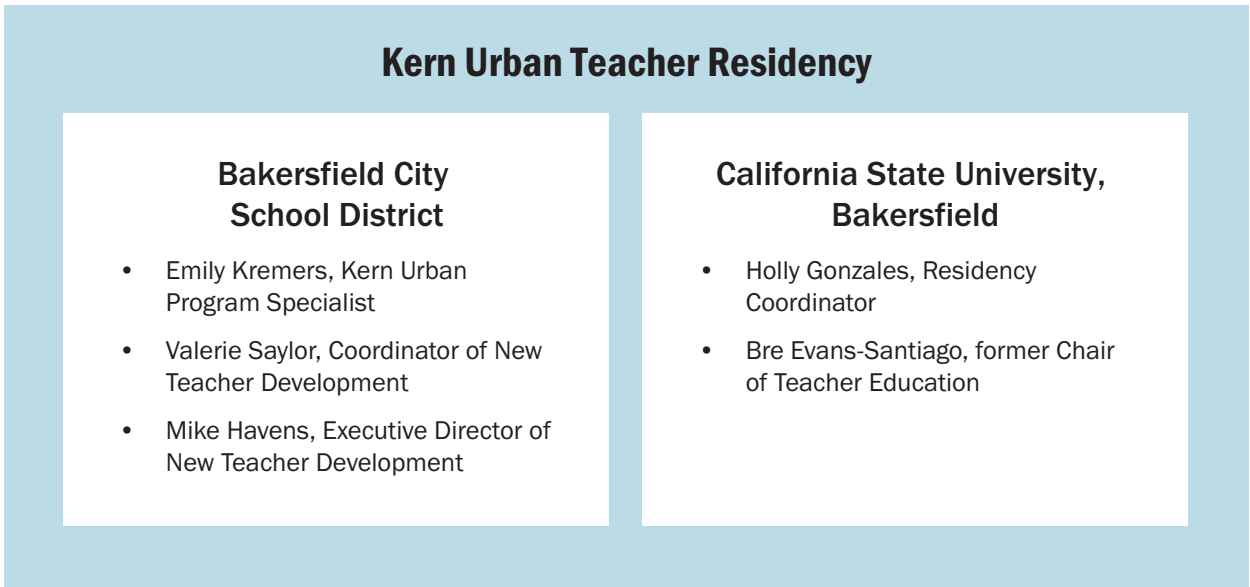 Kern Urban Teacher Residency
Bakersfield City
School District
• Emily Kremers, Kern Urban
Program Specialist
• Valerie Saylor, Coordinator of New
Teacher Development
• Mike Havens, Executive Director of
New Teacher Development
California State University,
Bakersfield
• Holly Gonzales, Residency
Coordinator
• Bre Evans-Santiago, former Chair
of Teacher Education